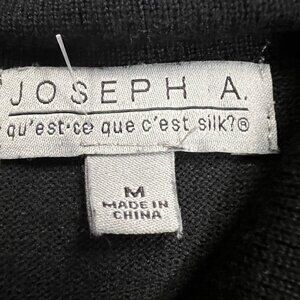 JOSEPH A.
qu'est·ce que c'est silk?®
M
MADE IN
CHINA